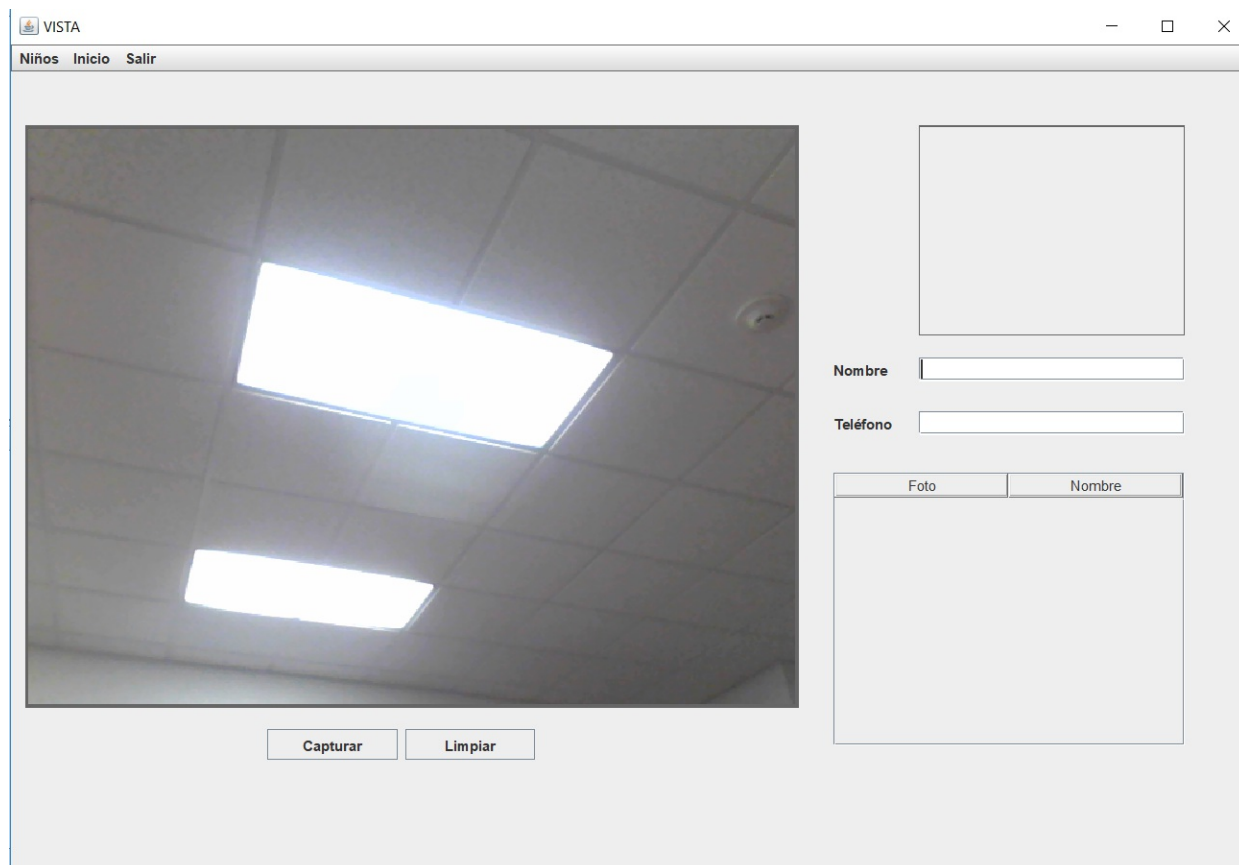 VISTA
Niños Inicio Salir
Nombre
Teléfono
Foto Nombre
Capturar Limpiar